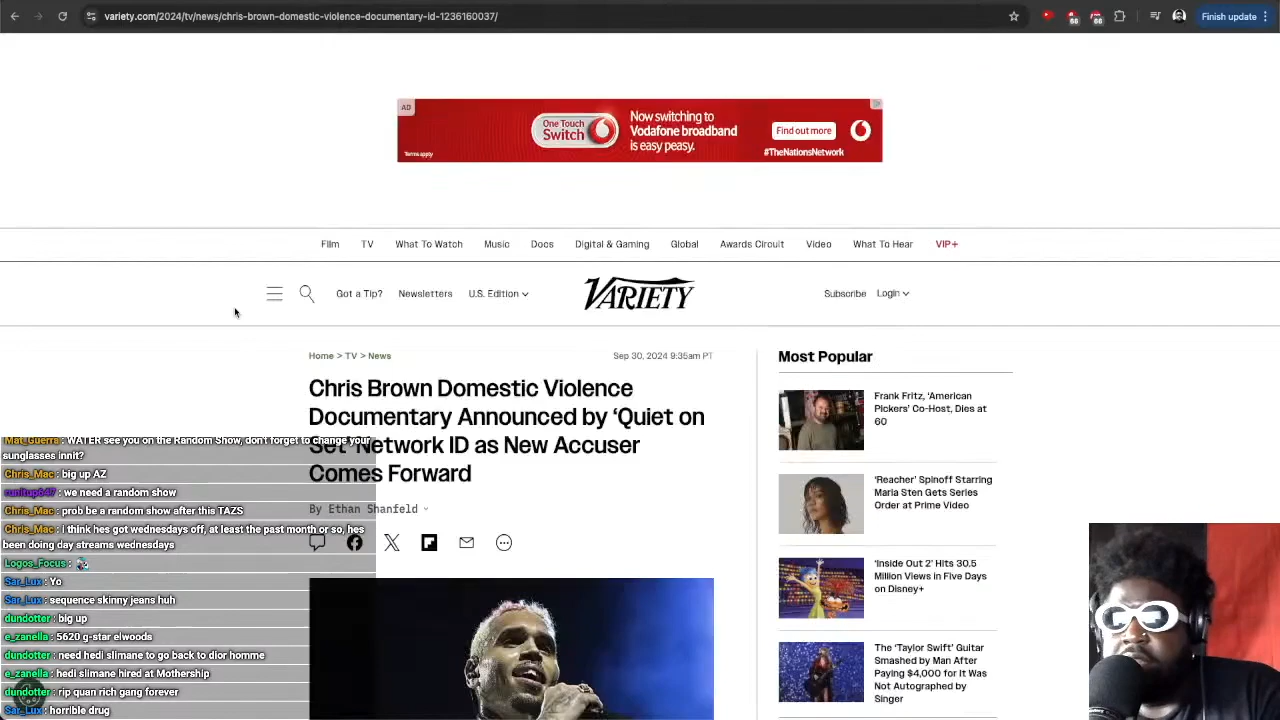 variety.com/2024/tv/news/chris-brown-domestic-violence-documentary-id-1236160037/
66
66
Finish update
AD
One Touch
Switch
Now switching to
Vodafone broadband
is easy peasy.
Find out more
#TheNationsNetwork
Terms apply
Film
TV
What To Watch
Music
Docs
Digital & Gaming
Global
Awards Circuit
Video
What To Hear
VIP+
Got a Tip?
Newsletters
U.S. Edition
VARIETY
Subscribe
Login
Home > TV > News
Sep 30, 2024 9:35am PT
Chris Brown Domestic Violence
Documentary Announced by ‘Quiet on
Set’ Network ID as New Accuser
Comes Forward
By Ethan Shanfeld
Most Popular
Frank Fritz, ‘American
Pickers’ Co-Host, Dies at
60
‘Reacher’ Spinoff Starring
Maria Sten Gets Series
Order at Prime Video
‘Inside Out 2’ Hits 30.5
Million Views in Five Days
on Disney+
The ‘Taylor Swift’ Guitar
Smashed by Man After
Paying $4,000 for It Was
Not Autographed by
Singer
Mat_Guerra : WATER see you on the Random Show, don't forget to change your
sunglasses innit?
Chris_Mac : big up AZ
runitup647 : we need a random show
Chris_Mac : prob be a random show after this TAZS
Chris_Mac : i think hes got wednesdays off, at least the past month or so, hes
been doing day streams wednesdays
Logos_Focus :
Sar_Lux : Yo
Sar_Lux : sequence skinny jeans huh
dundotter : big up
e_zanella : 5620 g-star elwoods
dundotter : need hedi slimane to go back to dior homme
e_zanella : hedi slimane hired at Mothership
dundotter : rip quan rich gang forever
Sar_Lux : horrible drug